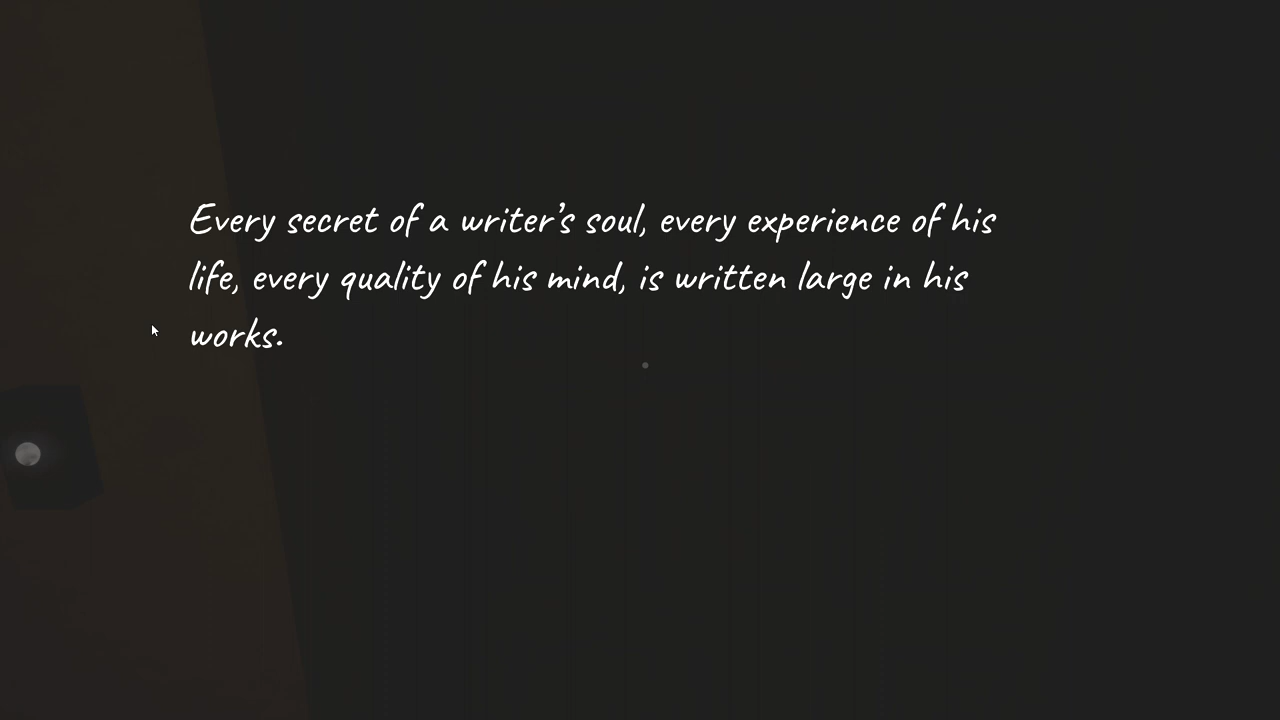 Every secret of a writer’s soul, every experience of his
life, every quality of his mind, is written large in his
works.